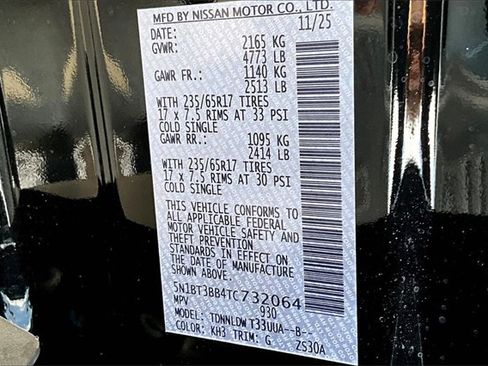 MFD BY NISSAN MOTOR CO., LTD.
DATE: 11/25
GVWR: 2165 KG
4773 LB
GAWR FR.: 1140 KG
2513 LB
WITH 235/65R17 TIRES
17 x 7.5 RIMS AT 33 PSI
COLD SINGLE
GAWR RR.: 1095 KG
2414 LB
WITH 235/65R17 TIRES
17 x 7.5 RIMS AT 30 PSI
COLD SINGLE
THIS VEHICLE CONFORMS TO
ALL APPLICABLE FEDERAL
MOTOR VEHICLE SAFETY AND
THEFT PREVENTION
STANDARDS IN EFFECT ON
THE DATE OF MANUFACTURE
SHOWN ABOVE.
5N1BT3BB4TC732064
MPV 930
MODEL: TDNNLDW T33UUA--B--
COLOR: KH3 TRIM: G ZS30A